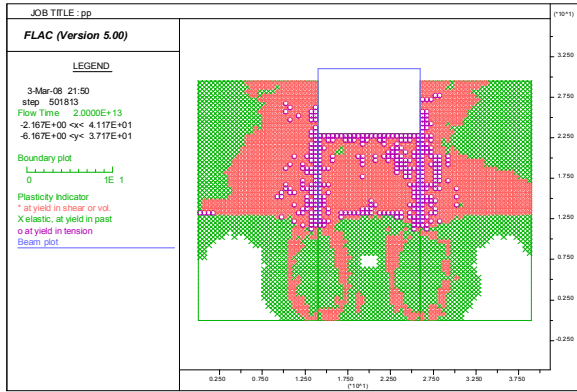 JOB TITLE : pp
(*10^1)
FLAC (Version 5.00)
LEGEND
3-Mar-08 21:50
step 501813
Flow Time 2.0000E+13
-2.167E+00 <x< 4.117E+01
-6.167E+00 <y< 3.717E+01
Boundary plot
0 1E 1
Plasticity Indicator
* at yield in shear or vol.
X elastic, at yield in past
o at yield in tension
Beam plot
3.250
2.750
2.250
1.750
1.250
0.750
0.250
-0.250
0.250 0.750 1.250 1.750 2.250 2.750 3.250 3.750
(*10^1)